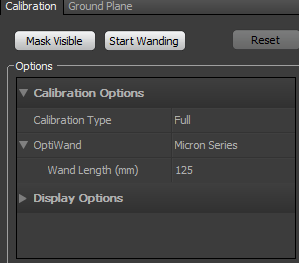 Calibration Ground Plane
Mask Visible Start Wanding Reset
Options
Calibration Options
Calibration Type Full
OptiWand Micron Series
Wand Length (mm) 125
Display Options